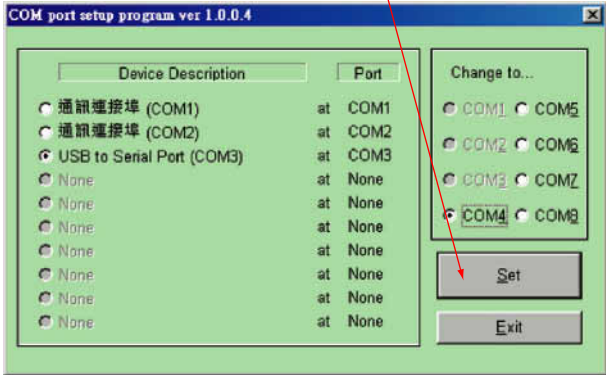 COM port setup program ver 1.0.0.4
Device Description Port
通訊連接埠 (COM1) at COM1
通訊連接埠 (COM2) at COM2
USB to Serial Port (COM3) at COM3
None at None
None at None
None at None
None at None
None at None
None at None
None at None
Change to...
COM1 COM5
COM2 COM6
COM3 COM7
COM4 COM8
Set
Exit